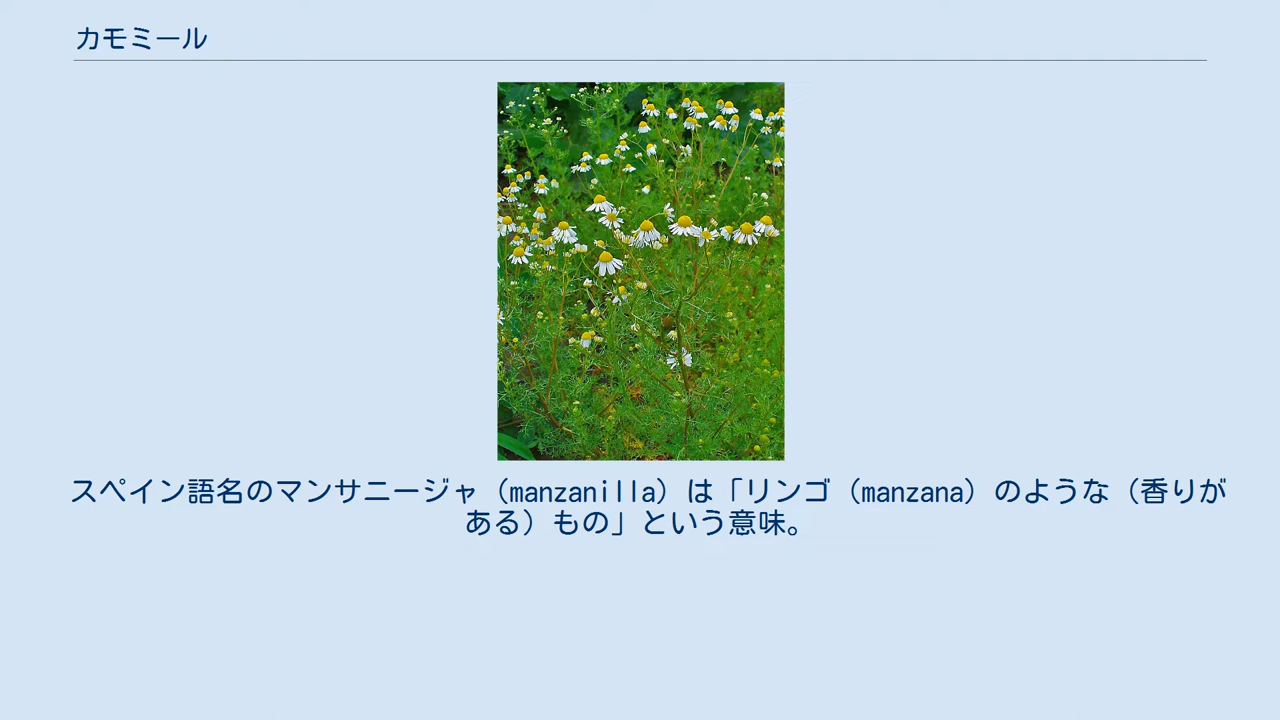 カモミール
スペイン語名のマンサニージャ（manzanilla）は「リンゴ（manzana）のような（香りが
ある）もの」という意味。